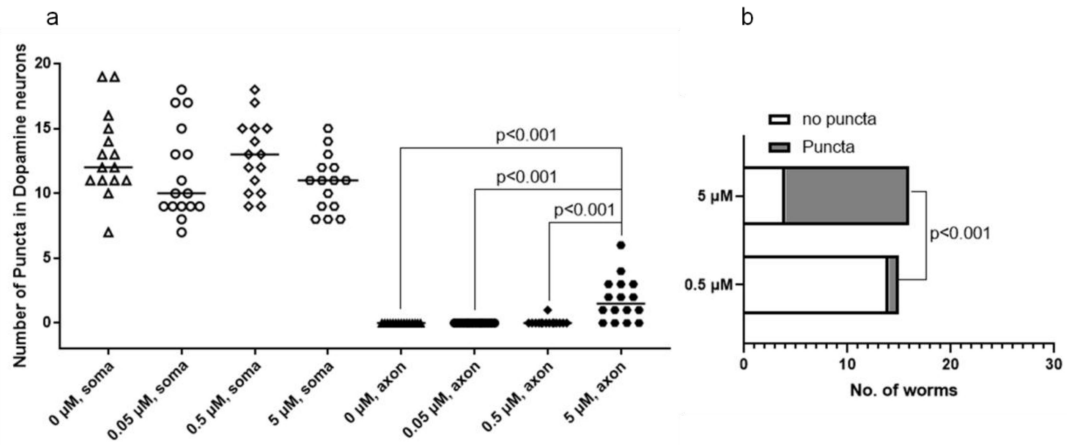 a
Number of Puncta in Dopamine neurons
20
15
10
5
0
p<0.001
p<0.001
p<0.001
0 µM, soma
0.05 µM, soma
0.5 µM, soma
5 µM, soma
0 µM, axon
0.05 µM, axon
0.5 µM, axon
5 µM, axon
b
no puncta
Puncta
5 µM
0.5 µM
p<0.001
0 10 20 30
No. of worms